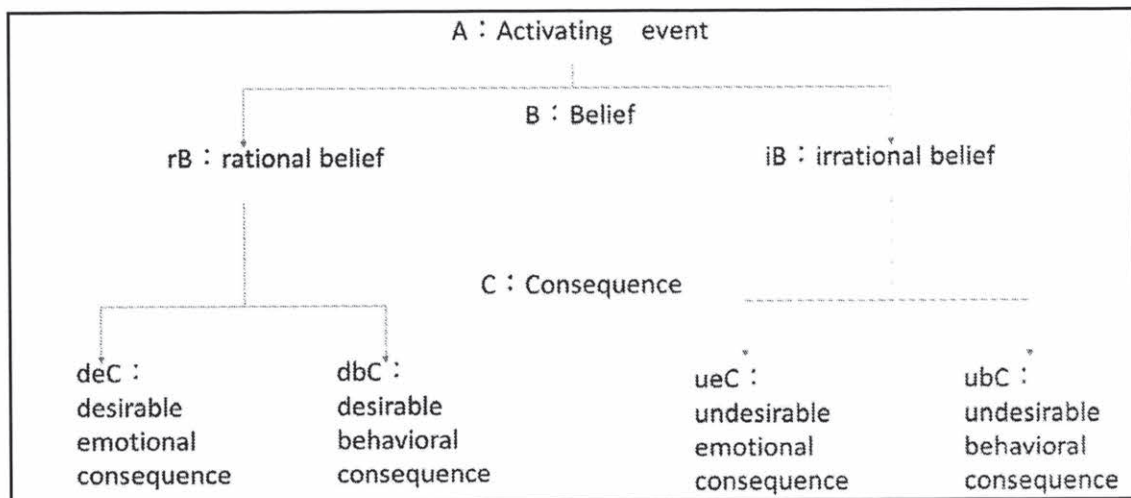 A：Activating event
B：Belief
rB：rational belief
iB：irrational belief
C：Consequence
deC：
desirable
emotional
consequence
dbC：
desirable
behavioral
consequence
ueC：
undesirable
emotional
consequence
ubC：
undesirable
behavioral
consequence